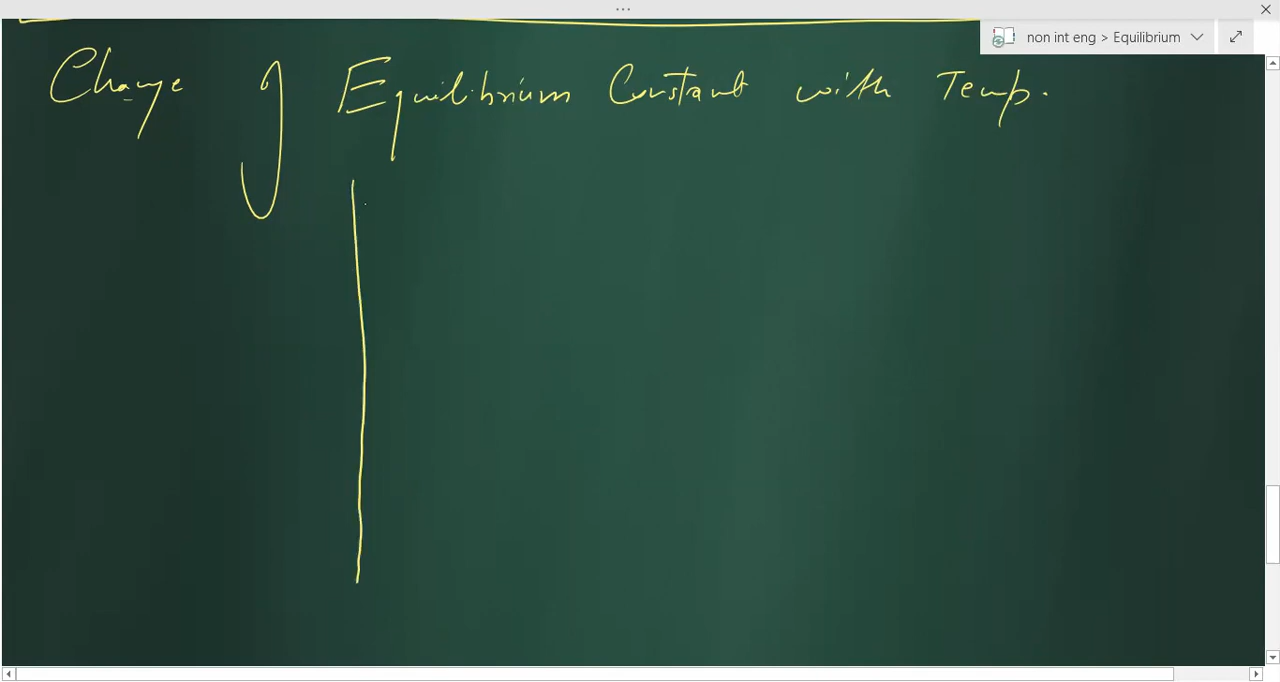 non int eng > Equilibrium
Change of Equilibrium Constant with Temp.